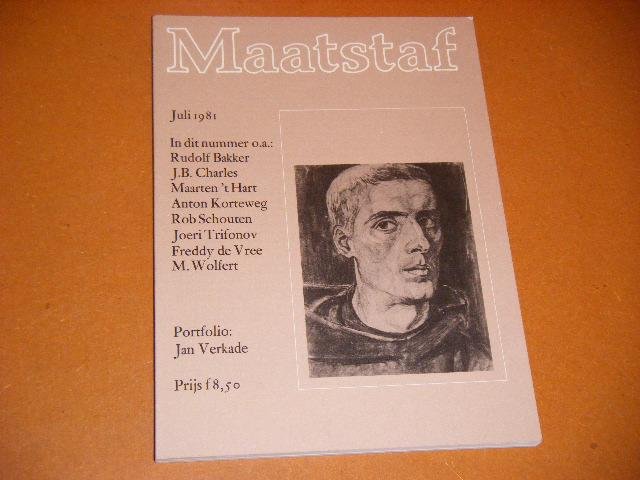 Maatstaf
Juli 1981
In dit nummer o.a.:
Rudolf Bakker
J.B. Charles
Maarten 't Hart
Anton Korteweg
Rob Schouten
Joeri Trifonov
Freddy de Vree
M. Wolfert
Portfolio:
Jan Verkade
Prijs f 8,50